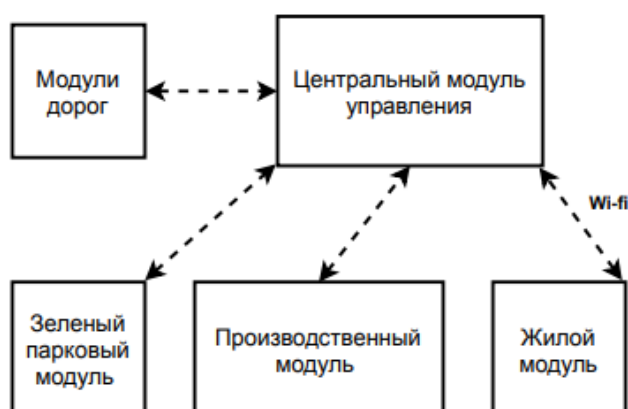 Модули
дорог
Центральный модуль
управления
Wi-fi
Зеленый
парковый
модуль
Производственный
модуль
Жилой
модуль